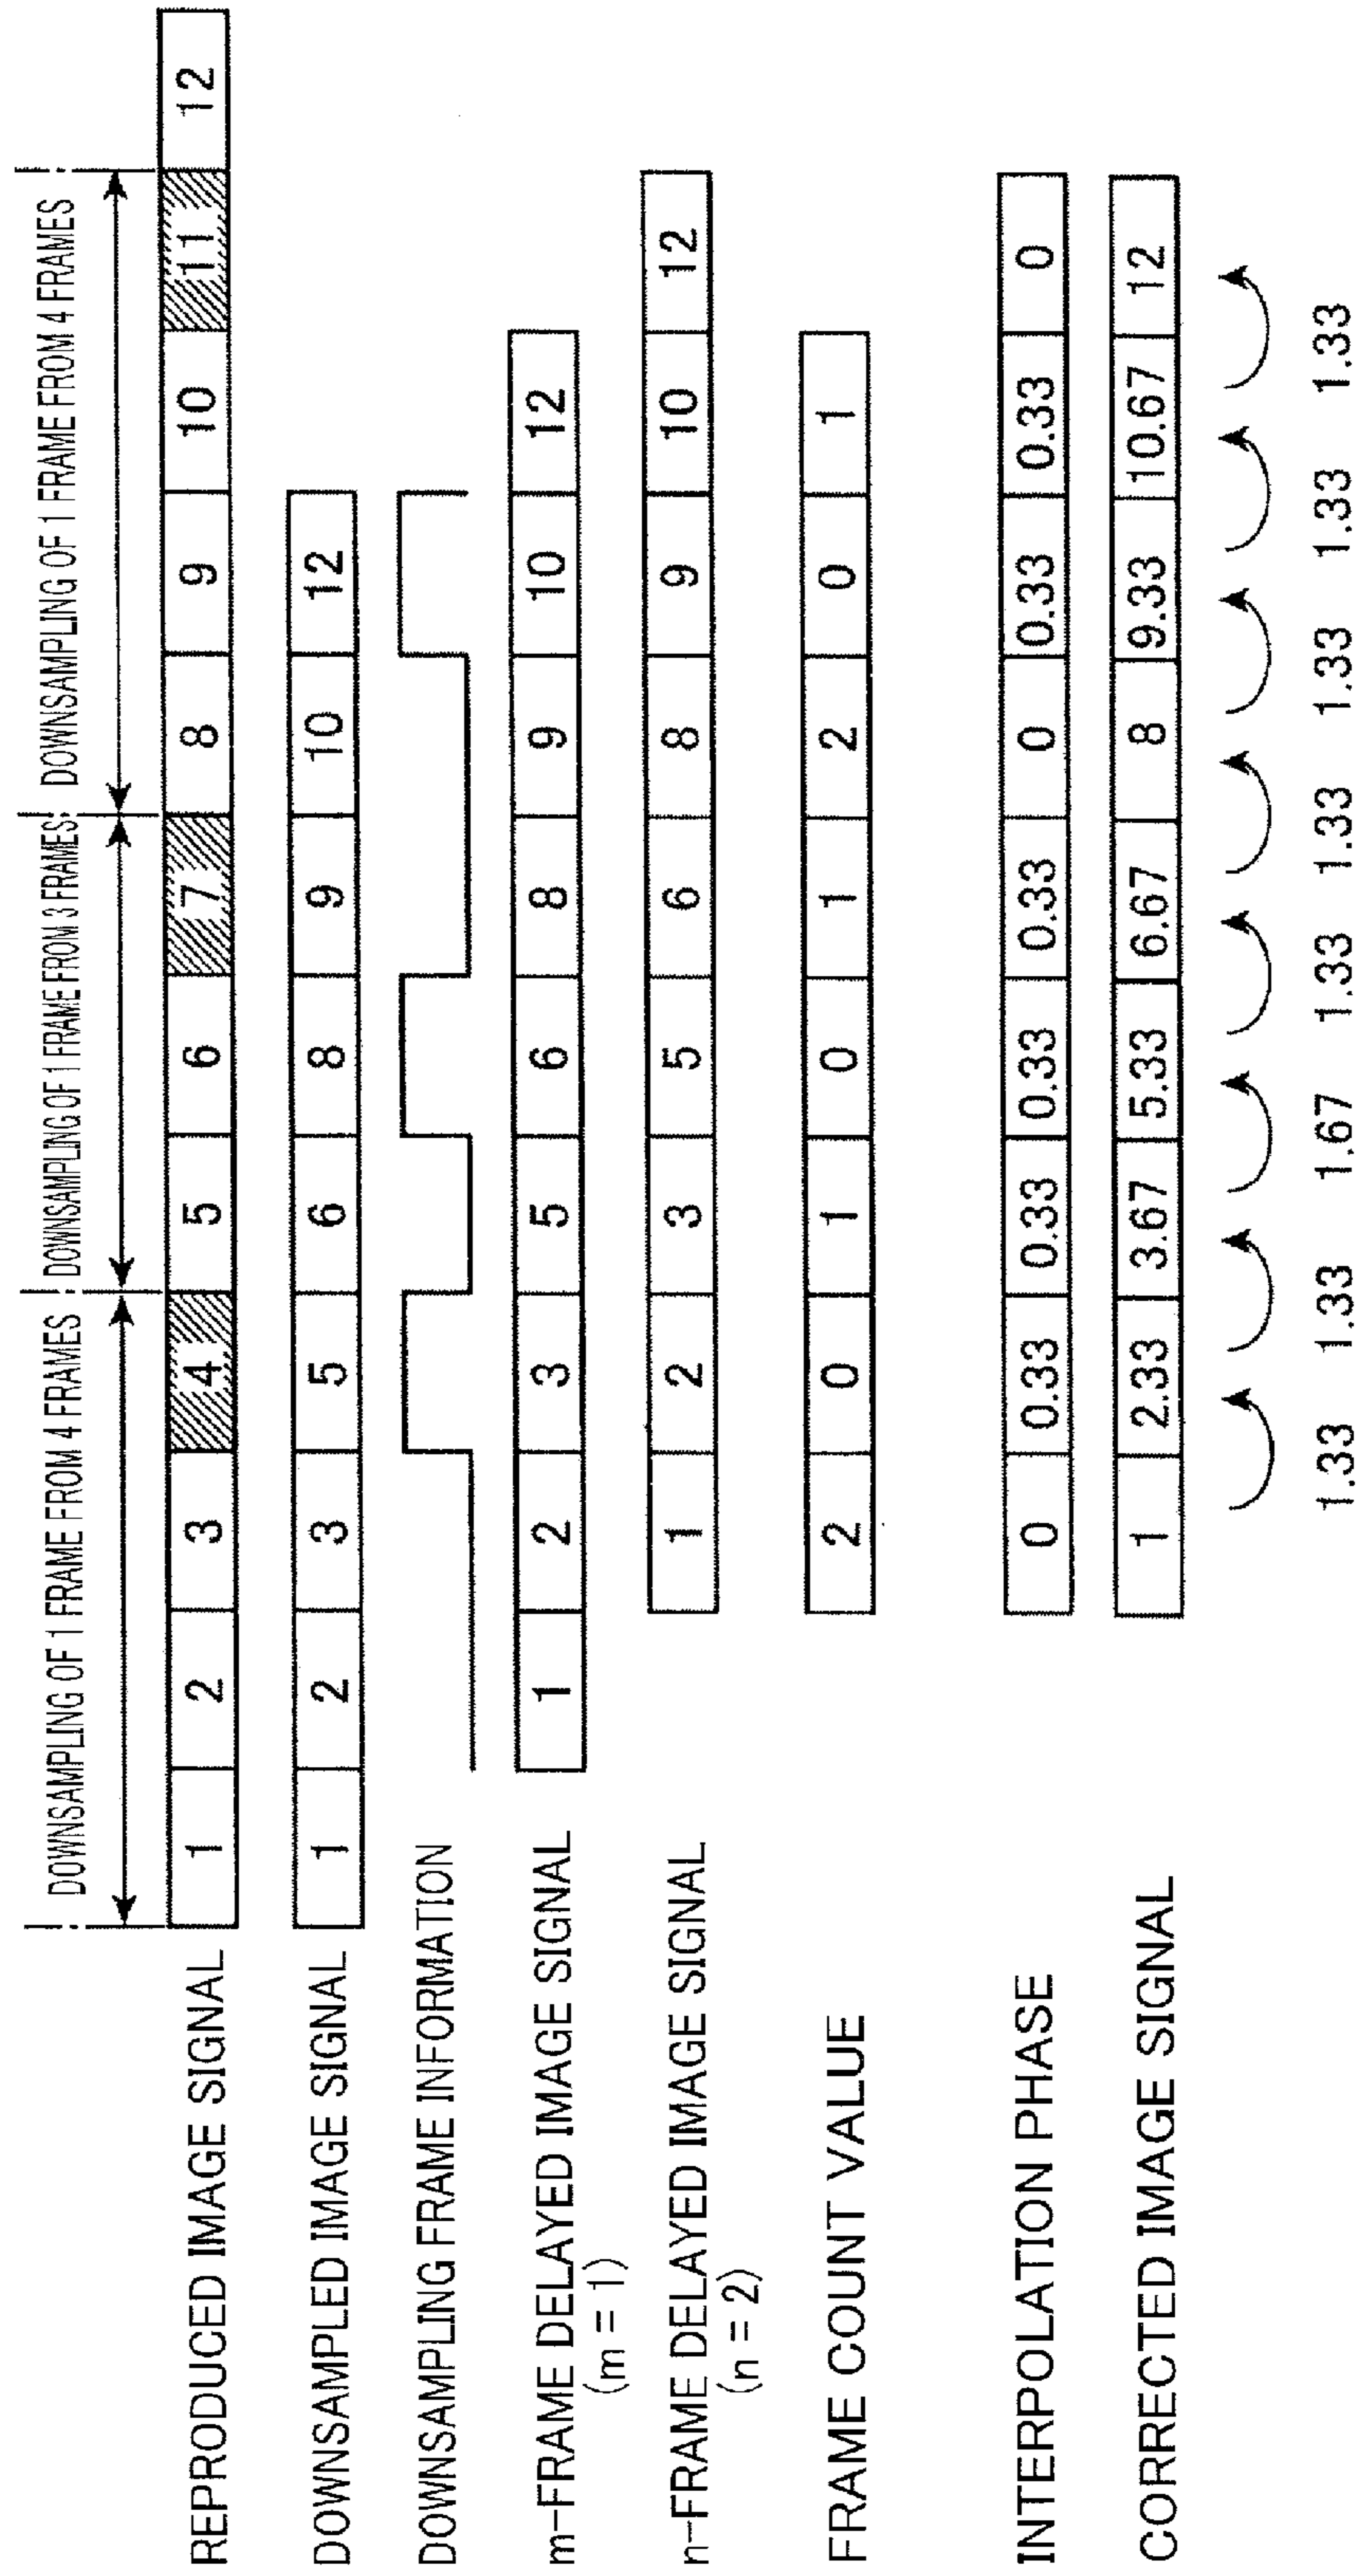 DOWNSAMPLING OF 1 FRAME FROM 4 FRAMES DOWNSAMPLING OF 1 FRAME FROM 3 FRAMES DOWNSAMPLING OF 1 FRAME FROM 4 FRAMES
REPRODUCED IMAGE SIGNAL 1 2 3 4 5 6 7 8 9 10 11 12
DOWNSAMPLED IMAGE SIGNAL 1 2 3 5 6 8 9 10 12
DOWNSAMPLING FRAME INFORMATION
m-FRAME DELAYED IMAGE SIGNAL 1 2 3 5 6 8 9 10 12
(m = 1)
n-FRAME DELAYED IMAGE SIGNAL 1 2 3 5 6 8 9 10 12
(n = 2)
FRAME COUNT VALUE 2 0 1 0 1 2 0 1
INTERPOLATION PHASE 0 0.33 0.33 0.33 0.33 0 0.33 0.33 0
CORRECTED IMAGE SIGNAL 1 2.33 3.67 5.33 6.67 8 9.33 10.67 12
1.33 1.33 1.67 1.33 1.33 1.33 1.33 1.33